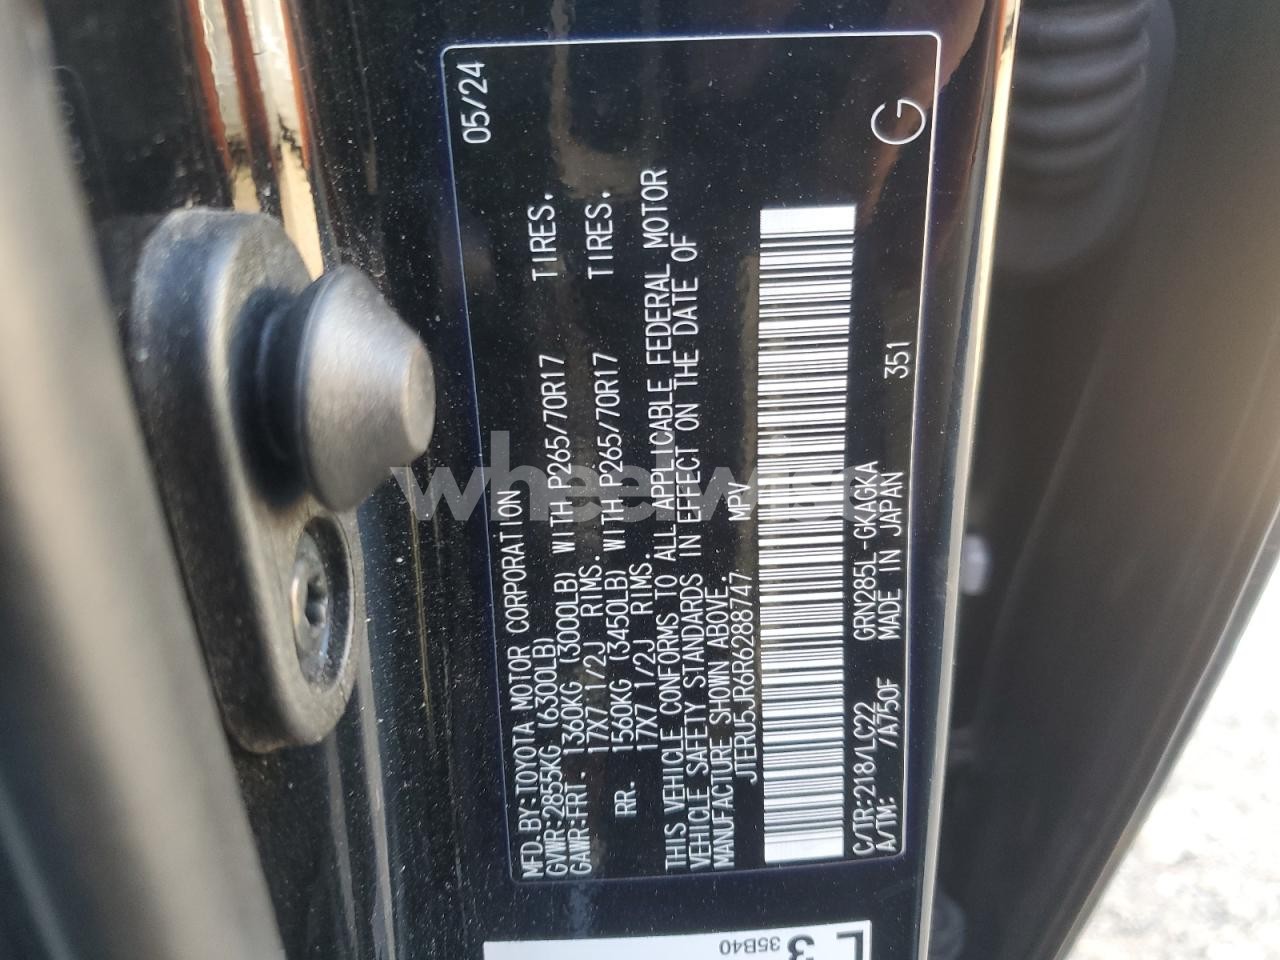 MFD. BY: TOYOTA MOTOR CORPORATION 05/24
GVWR: 2855KG (6300LB)
GAWR: FRT. 1360KG (3000LB) WITH P265/70R17 TIRES,
17X7 1/2J RIMS.
RR. 1560KG (3450LB) WITH P265/70R17 TIRES,
17X7 1/2J RIMS.
THIS VEHICLE CONFORMS TO ALL APPLICABLE FEDERAL MOTOR
VEHICLE SAFETY STANDARDS IN EFFECT ON THE DATE OF
MANUFACTURE SHOWN ABOVE.
JTERU5JR6R6288747 MPV
C/TR: 218/LC22 GRN285L-GKAGKA
A/TM: /A750F MADE IN JAPAN 351 G
35B40